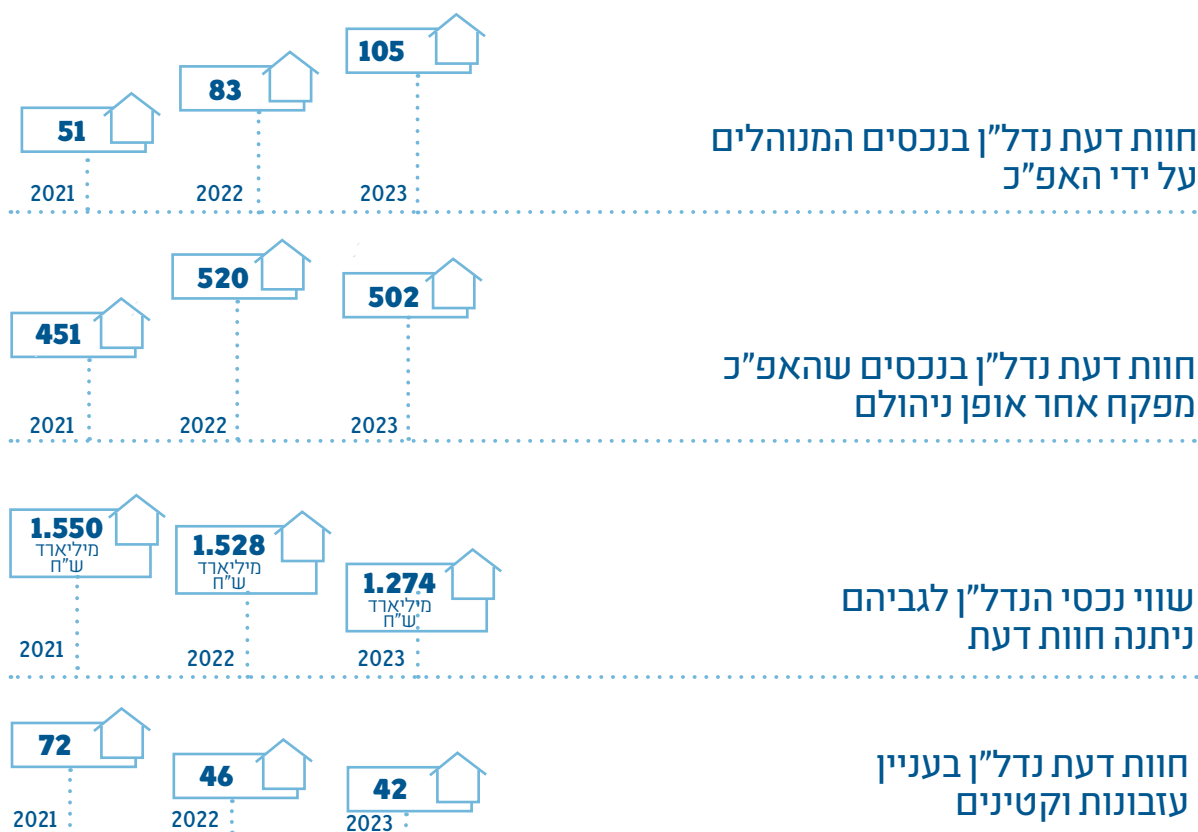 חוות דעת נדל"ן בנכסים המנוהלים
על ידי האפ"כ
51
83
105
2021
2022
2023
חוות דעת נדל"ן בנכסים שהאפ"כ
מפקח אחר אופן ניהולם
451
520
502
2021
2022
2023
שווי נכסי הנדל"ן לגביהם
ניתנה חוות דעת
1.550
מיליארד
ש"ח
1.528
מיליארד
ש"ח
1.274
מיליארד
ש"ח
2021
2022
2023
חוות דעת נדל"ן בעניין
עזבונות וקטינים
72
46
42
2021
2022
2023